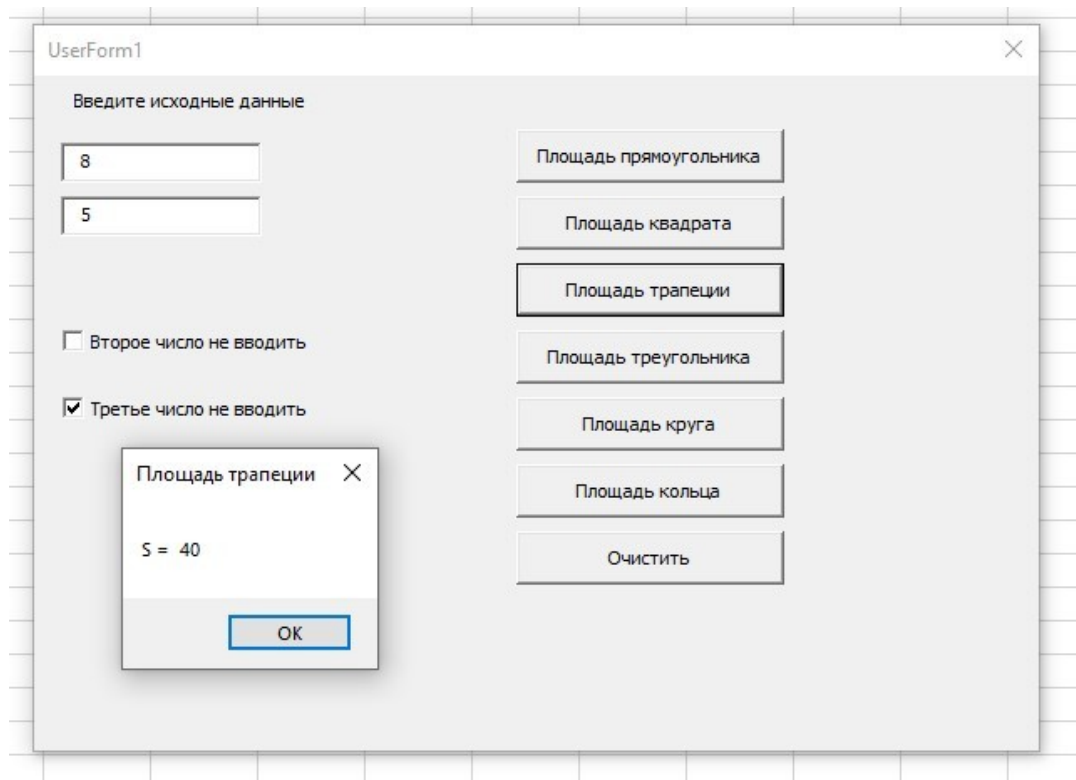 UserForm1
Введите исходные данные
8
5
Второе число не вводить
Третье число не вводить
Площадь прямоугольника
Площадь квадрата
Площадь трапеции
Площадь треугольника
Площадь круга
Площадь кольца
Очистить
Площадь трапеции
S = 40
ОК